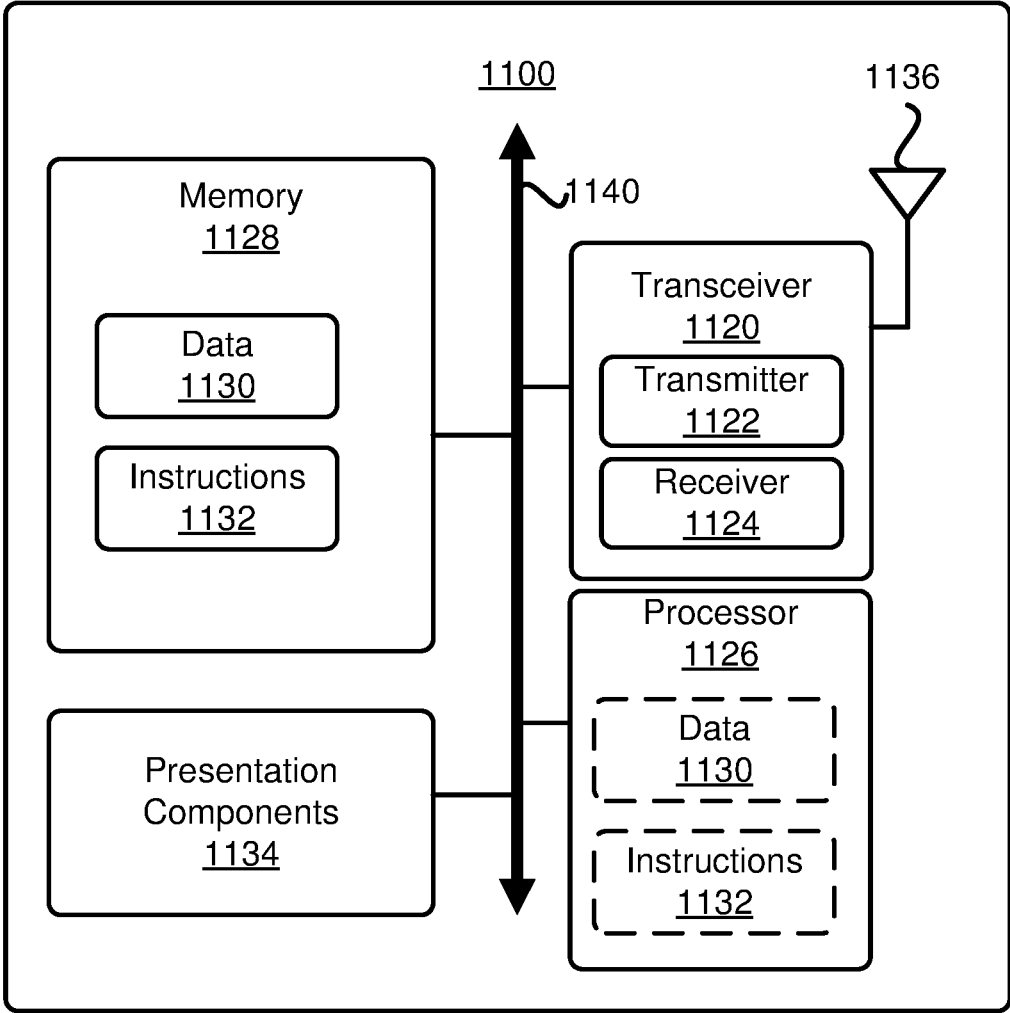 1100
1136
Memory
1128
1140
Data
1130
Instructions
1132
Transceiver
1120
Transmitter
1122
Receiver
1124
Presentation
Components
1134
Processor
1126
Data
1130
Instructions
1132